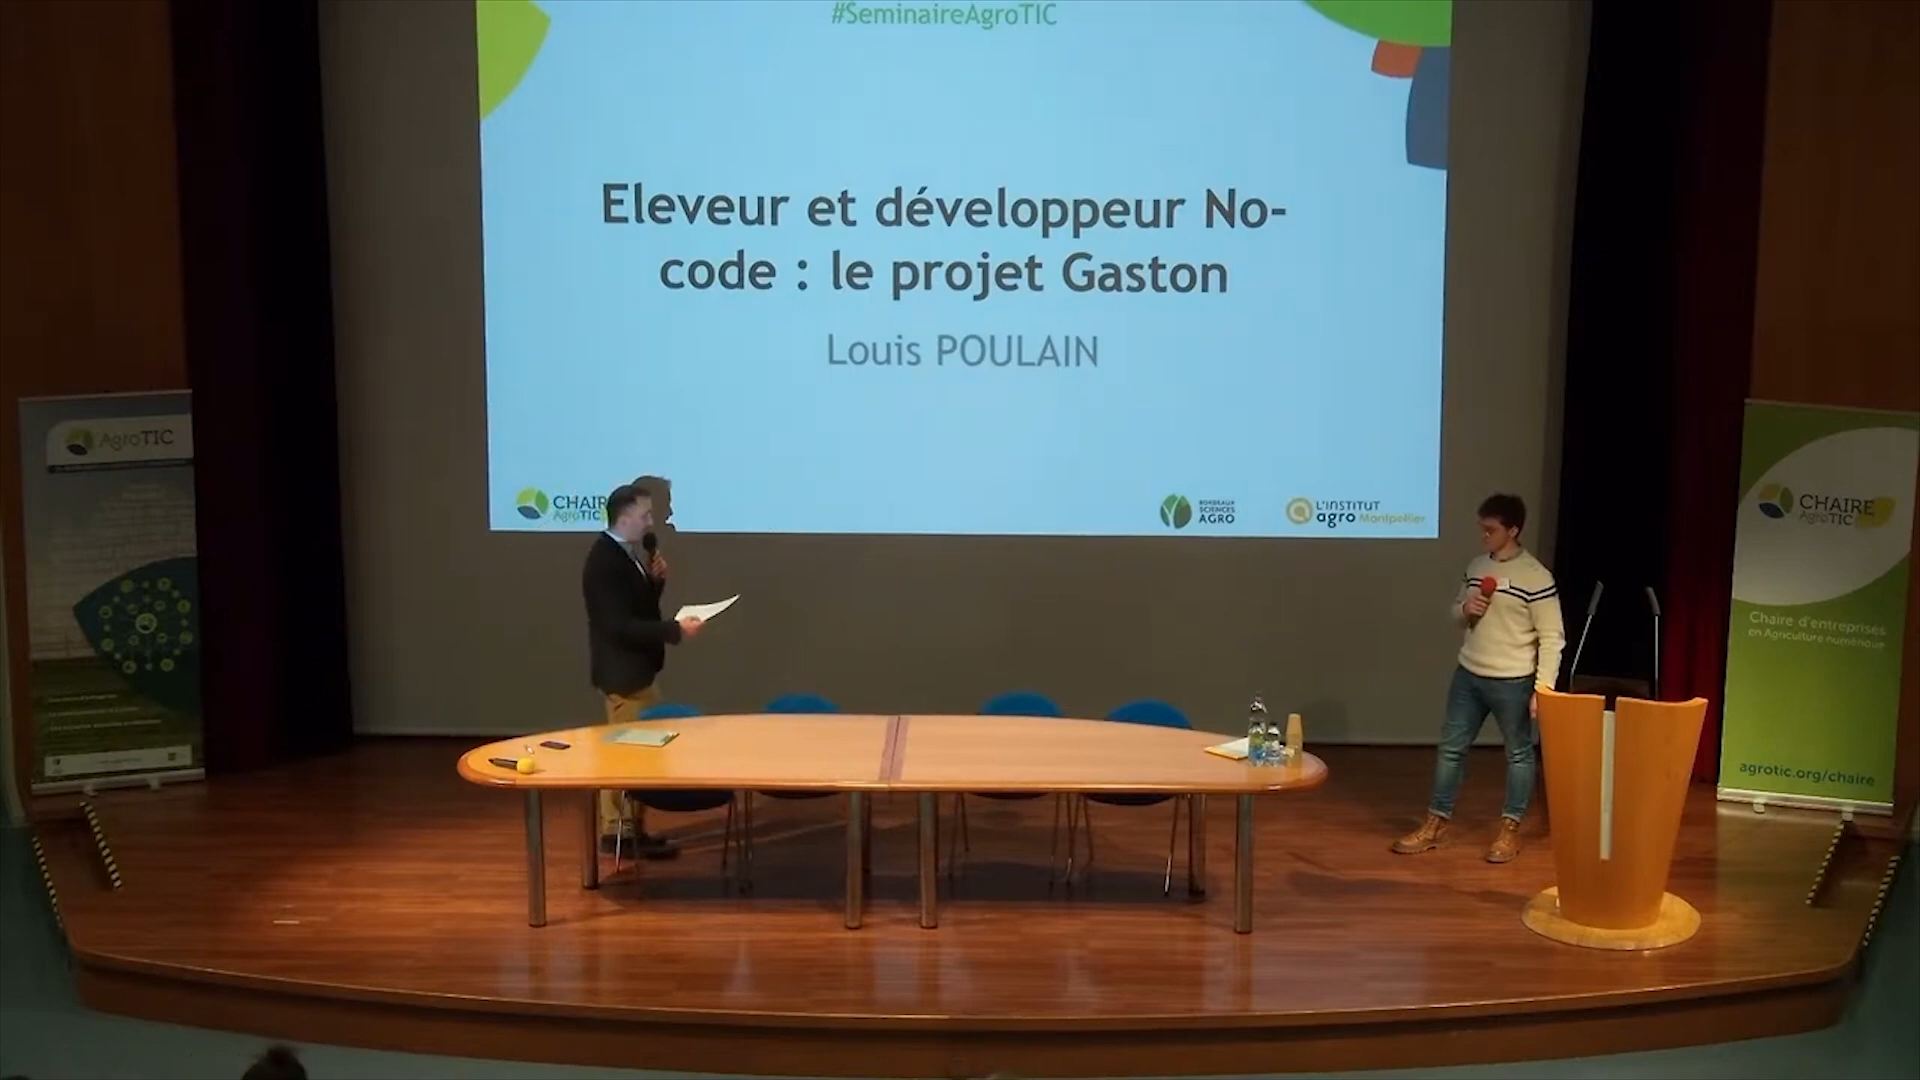 #SeminaireAgroTIC
Eleveur et développeur No-
code : le projet Gaston
Louis POULAIN
CHAIR
AgroTIC
BORDEAUX
SCIENCES
AGRO
L'INSTITUT
agro Montpellier
AgroTIC
CHAIRE
AgroTIC
Chaire d'entreprises
en Agriculture numérique
agrotic.org/chaire